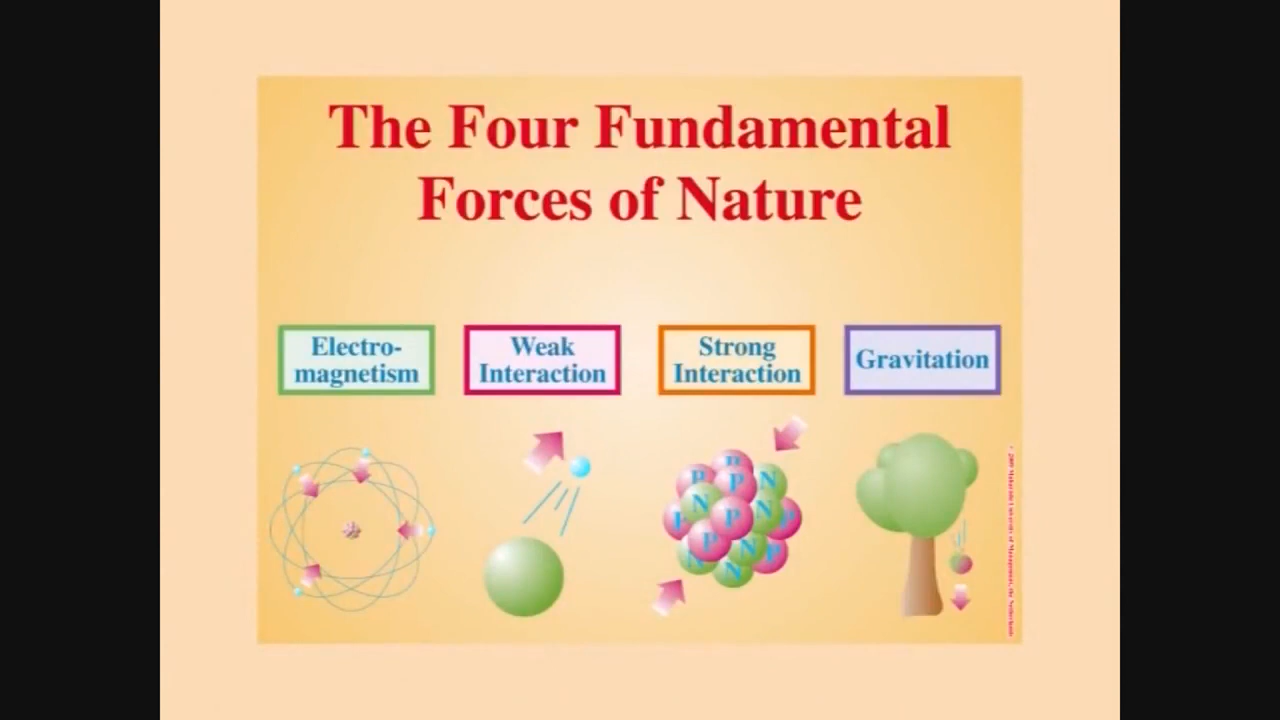 The Four Fundamental
Forces of Nature
Electro-
magnetism
Weak
Interaction
Strong
Interaction
Gravitation
P
P
P
N
N
N
P
P
P
P
N
N
P
N